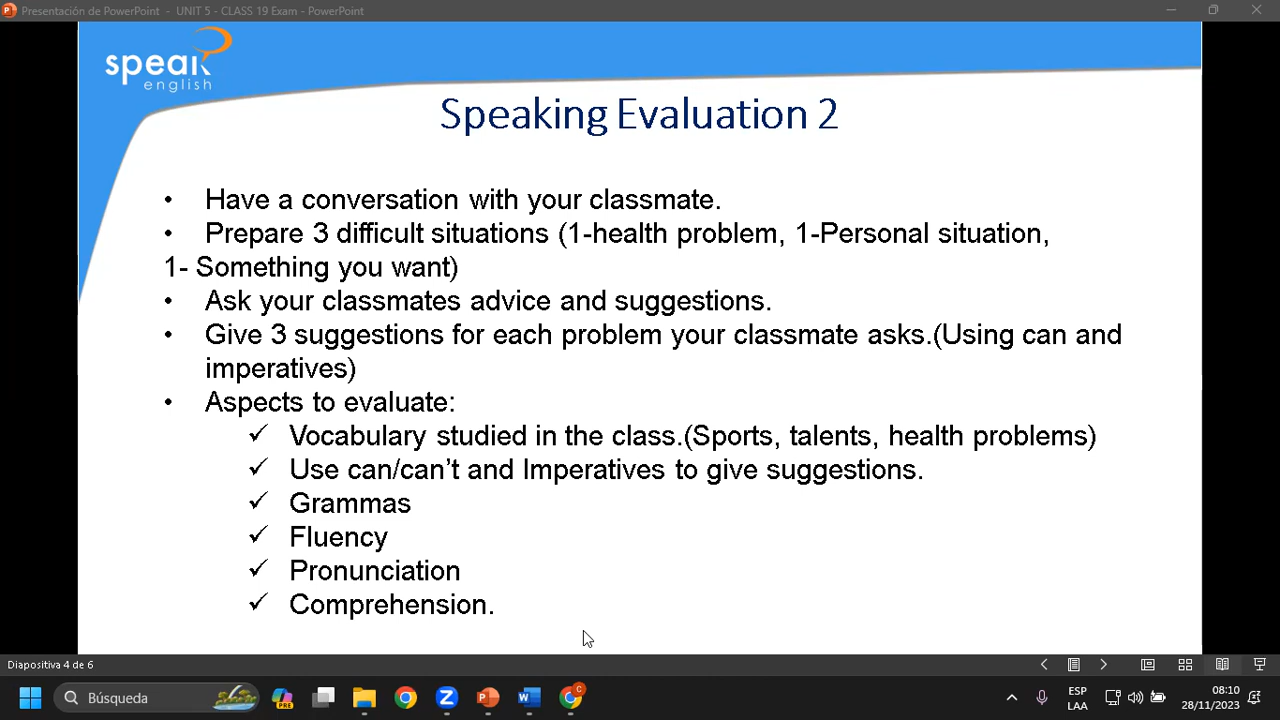 Presentación de PowerPoint - UNIT 5 - CLASS 19 Exam - PowerPoint
speak
english
Speaking Evaluation 2
• Have a conversation with your classmate.
• Prepare 3 difficult situations (1-health problem, 1-Personal situation,
1- Something you want)
• Ask your classmates advice and suggestions.
• Give 3 suggestions for each problem your classmate asks.(Using can and
imperatives)
• Aspects to evaluate:
✓ Vocabulary studied in the class.(Sports, talents, health problems)
✓ Use can/can’t and Imperatives to give suggestions.
✓ Grammas
✓ Fluency
✓ Pronunciation
✓ Comprehension.
Diapositiva 4 de 6
Búsqueda
PRE
ESP
LAA
08:10
28/11/2023